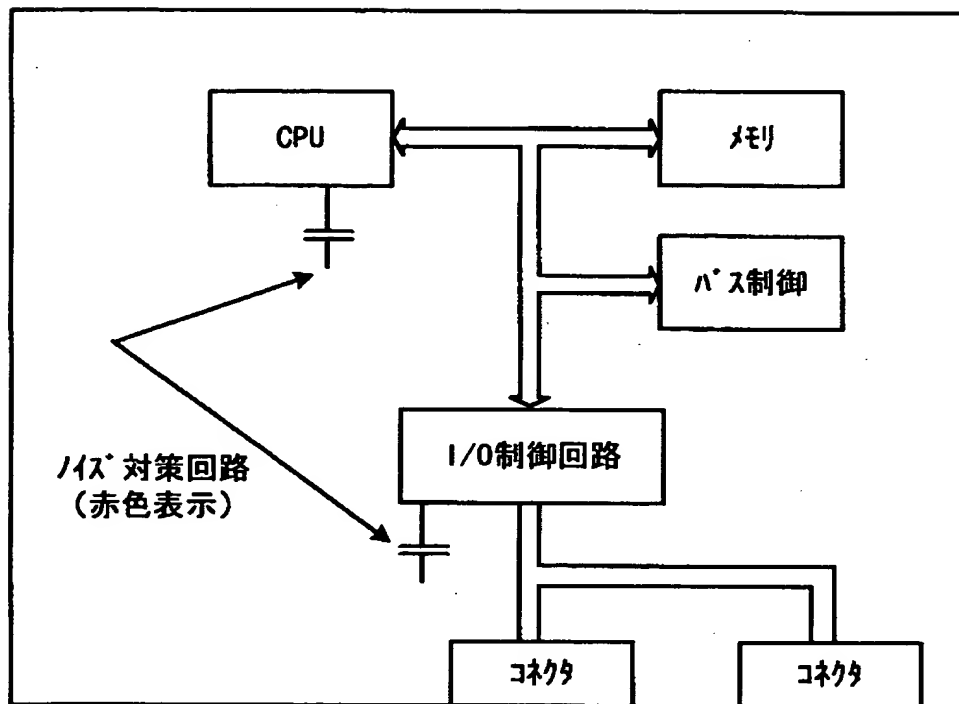 CPU
ﾒﾓﾘ
ﾊﾞｽ制御
I/O制御回路
ﾉｲｽﾞ対策回路
（赤色表示）
ｺﾈｸﾀ
ｺﾈｸﾀ